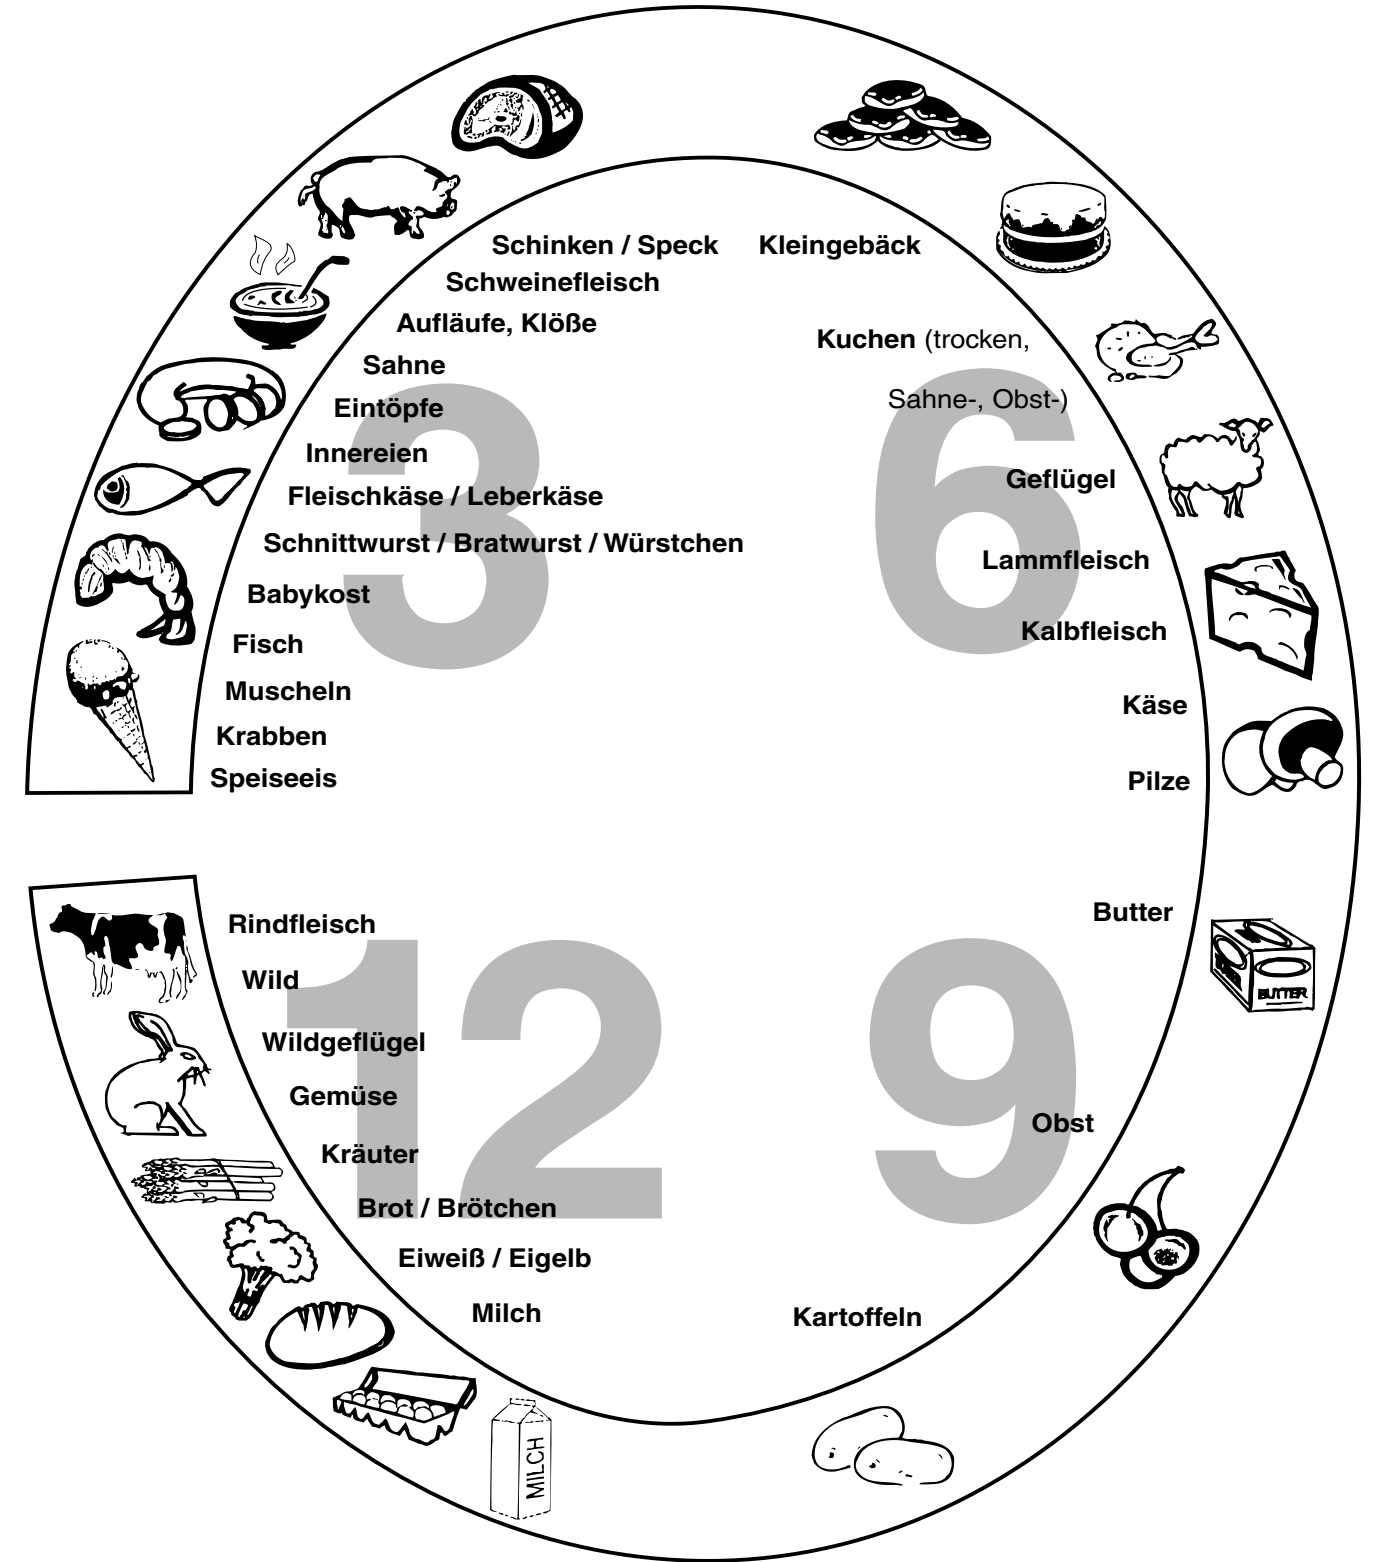 Schinken / Speck
Schweinefleisch
Aufläufe, Klöße
Sahne
Eintöpfe
Innereien
Fleischkäse / Leberkäse
Schnittwurst / Bratwurst / Würstchen
Babykost
Fisch
Muscheln
Krabben
Speiseeis
3
Kleingebäck
Kuchen (trocken,
Sahne-, Obst-)
Geflügel
Lammfleisch
Kalbfleisch
Käse
Pilze
6
Butter
BUTTER
Obst
Kartoffeln
9
Rindfleisch
Wild
Wildgeflügel
Gemüse
Kräuter
Brot / Brötchen
Eiweiß / Eigelb
Milch
MILCH
12